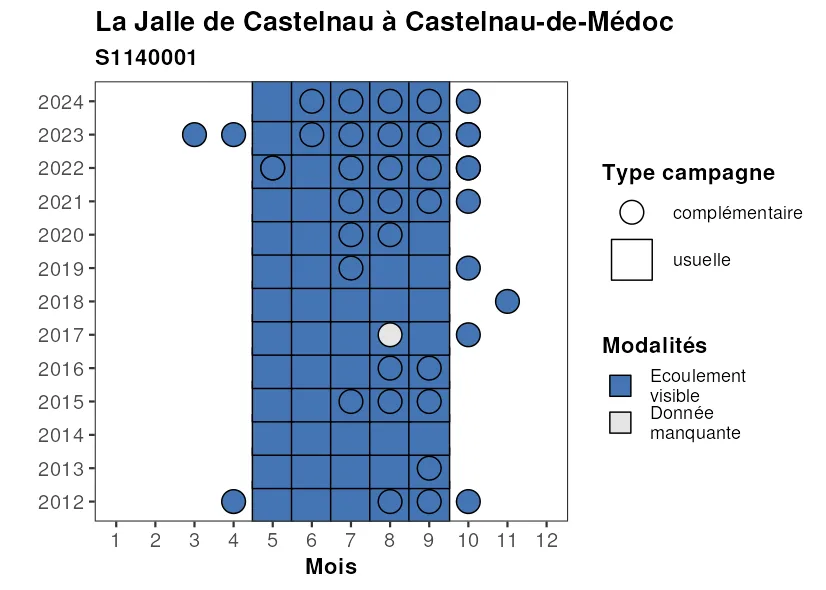 La Jalle de Castelnau à Castelnau-de-Médoc
S1140001
2024
2023
2022
2021
2020
2019
2018
2017
2016
2015
2014
2013
2012
1 2 3 4 5 6 7 8 9 10 11 12
Mois
Type campagne
complémentaire
usuelle
Modalités
Ecoulement
visible
Donnée
manquante